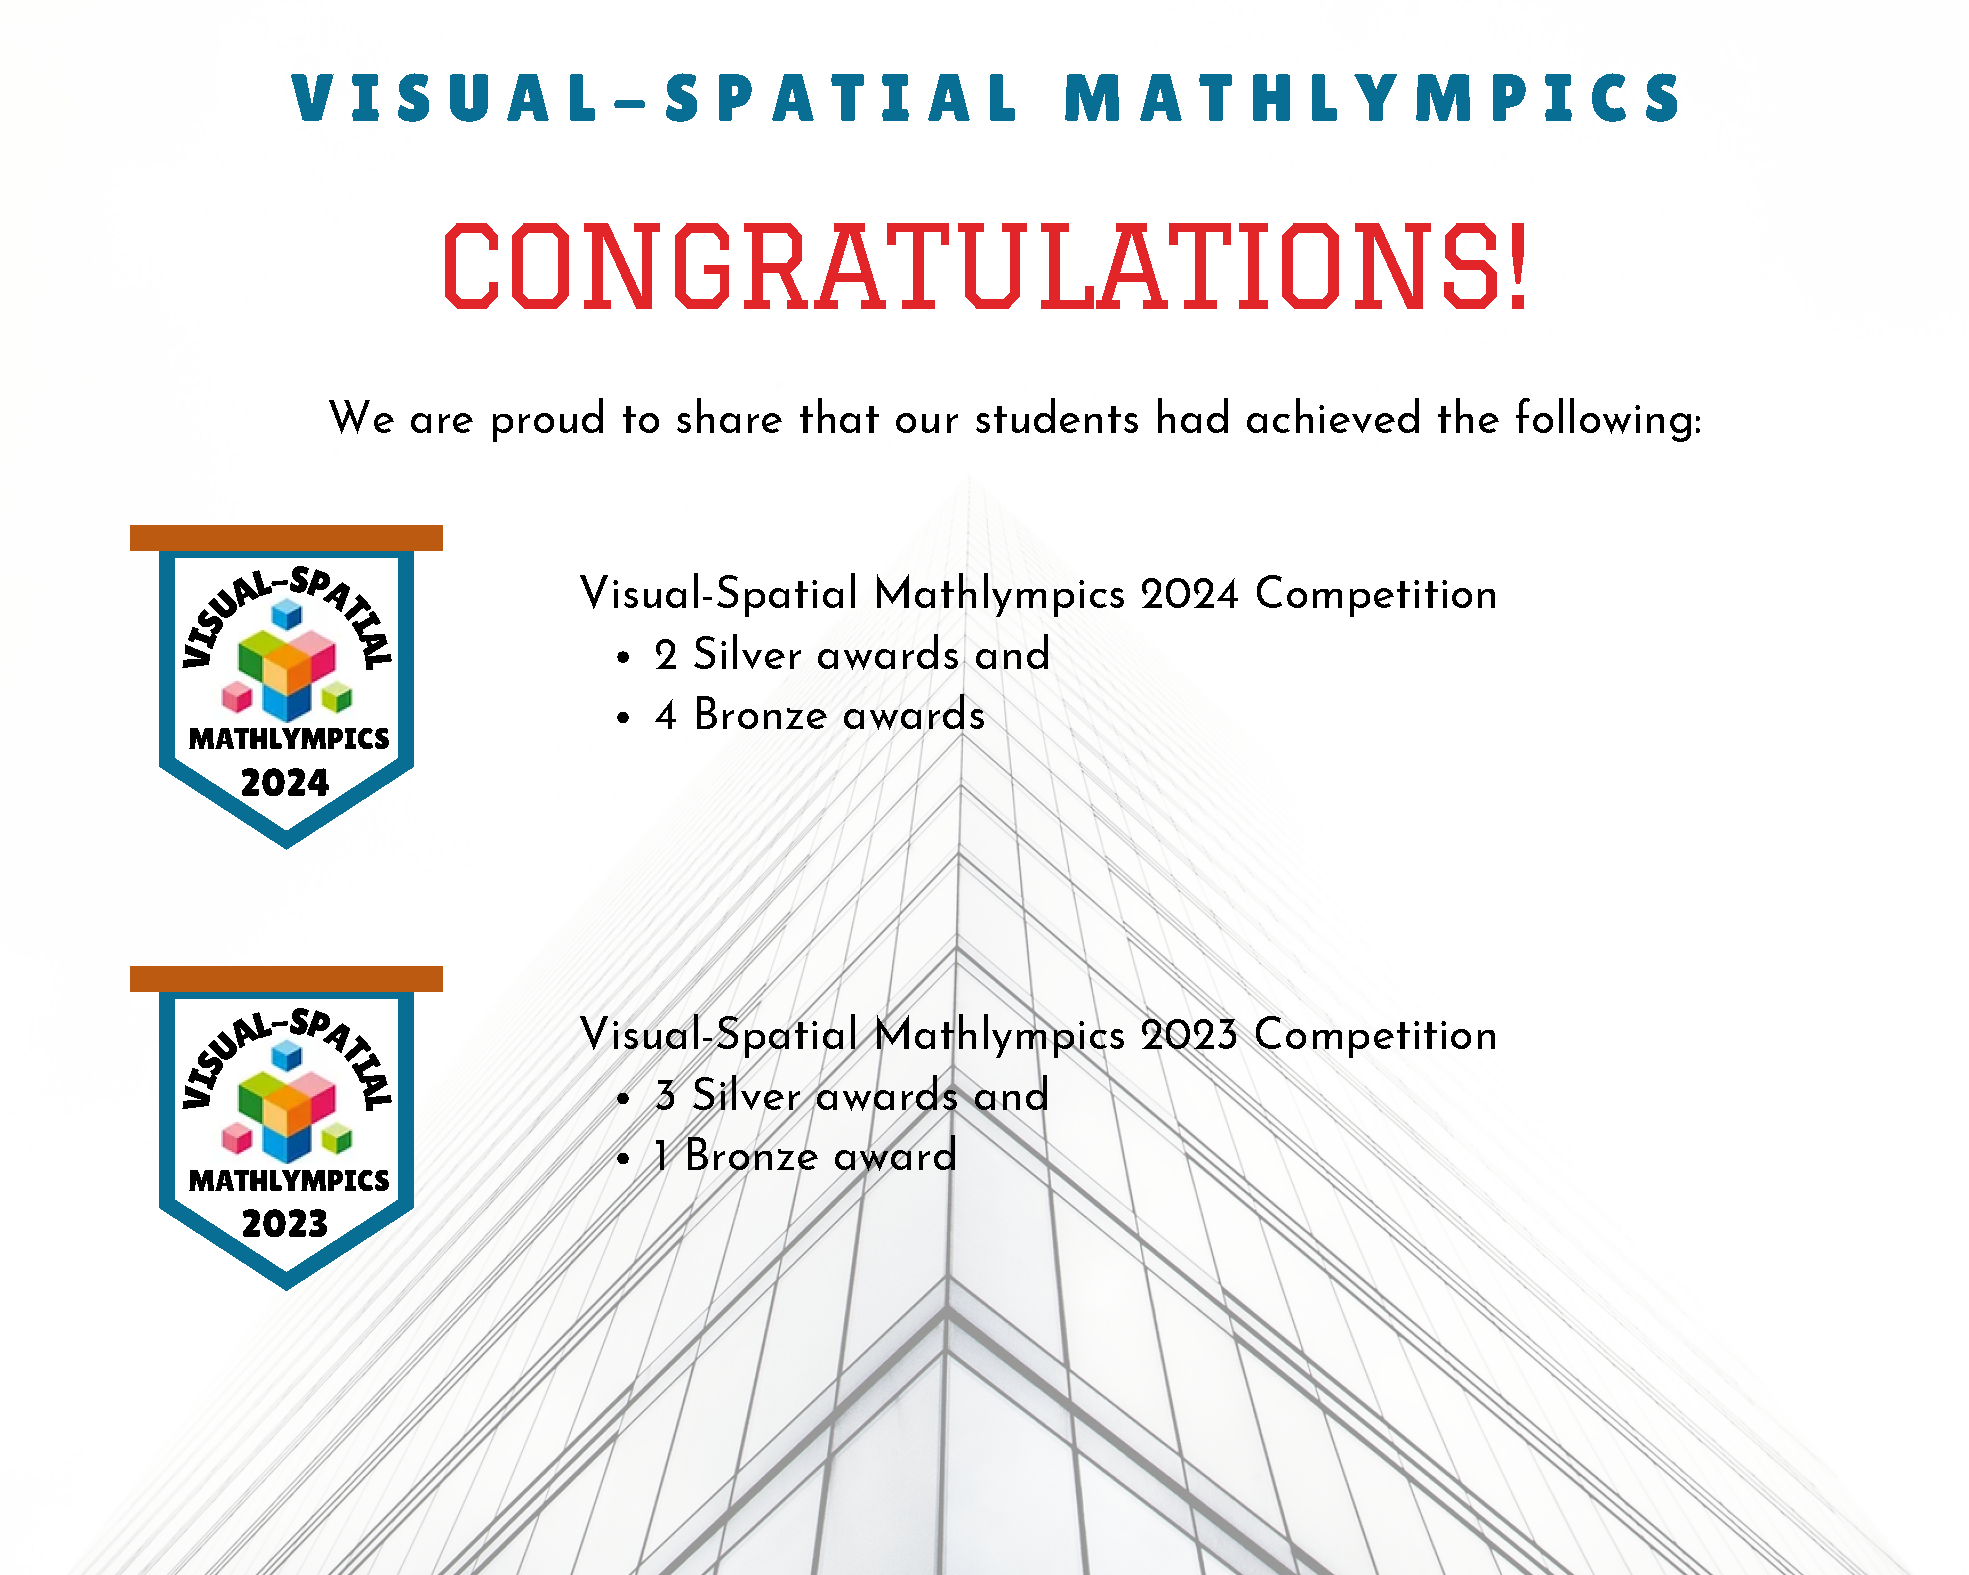 VISUAL-SPATIAL MATHLYMPICS
CONGRATULATIONS!
We are proud to share that our students had achieved the following:
VISUAL-SPATIAL
MATHLYMPICS
2024
Visual-Spatial Mathlympics 2024 Competition
• 2 Silver awards and
• 4 Bronze awards
VISUAL-SPATIAL
MATHLYMPICS
2023
Visual-Spatial Mathlympics 2023 Competition
• 3 Silver awards and
• 1 Bronze award